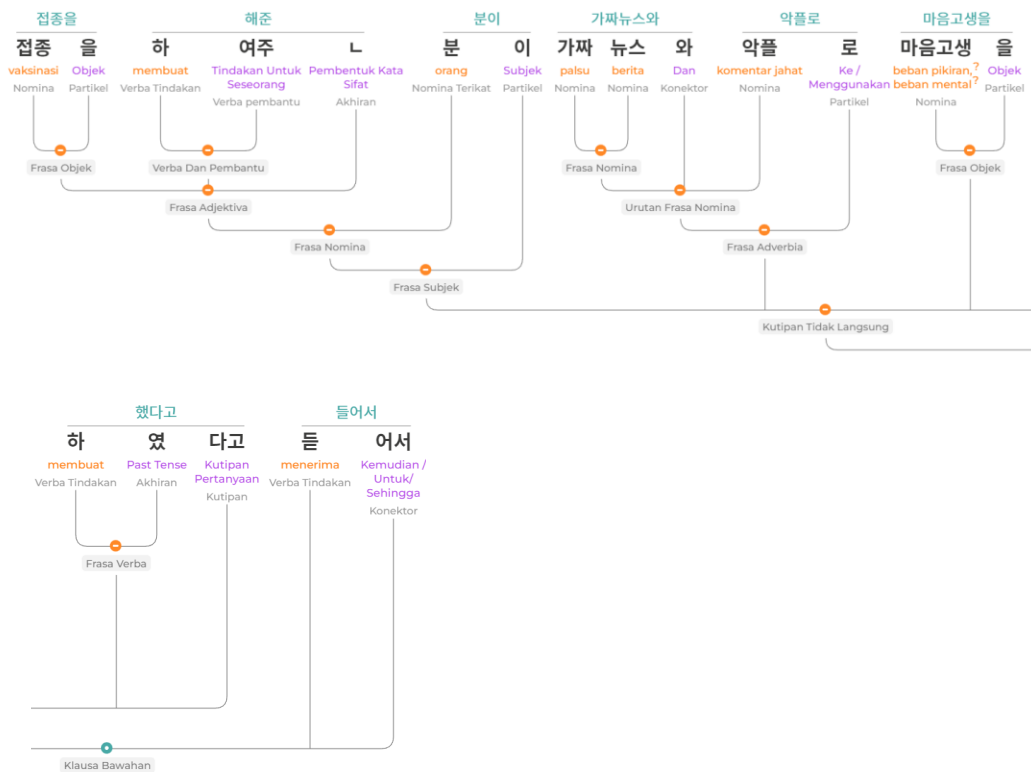 접종을 해준 분이 가짜뉴스와 악플로 마음고생을
접종 을 하 여주 ㄴ 분 이 가짜 뉴스 와 악플 로 마음고생 을
vaksinasi Objek membuat Tindakan Untuk Pembentuk Kata orang Subjek palsu berita Dan komentar jahat Ke / beban pikiran,? Objek
Seseorang Sifat Menggunakan beban mental?
Nomina Partikel Verba Tindakan Verba pembantu Akhiran Nomina Terikat Partikel Nomina Nomina Konektor Nomina Partikel Nomina Partikel
Frasa Objek Verba Dan Pembantu Frasa Nomina Frasa Objek
Frasa Adjektiva Urutan Frasa Nomina
Frasa Nomina Frasa Adverbia
Frasa Subjek
Kutipan Tidak Langsung
했다고 들어서
하 였 다고 듣 어서
membuat Past Tense Kutipan menerima Kemudian /
Pertanyaan Untuk/
Sehingga
Verba Tindakan Akhiran Kutipan Verba Tindakan Konektor
Frasa Verba
Klausa Bawahan